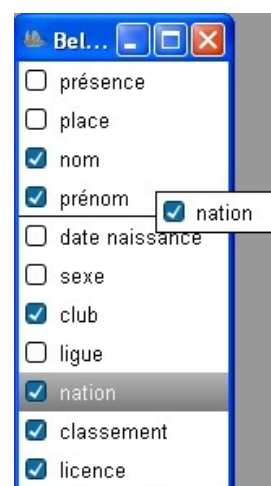 Bel...
présence
place
nom
prénom
nation
date naissance
sexe
club
ligue
nation
classement
licence